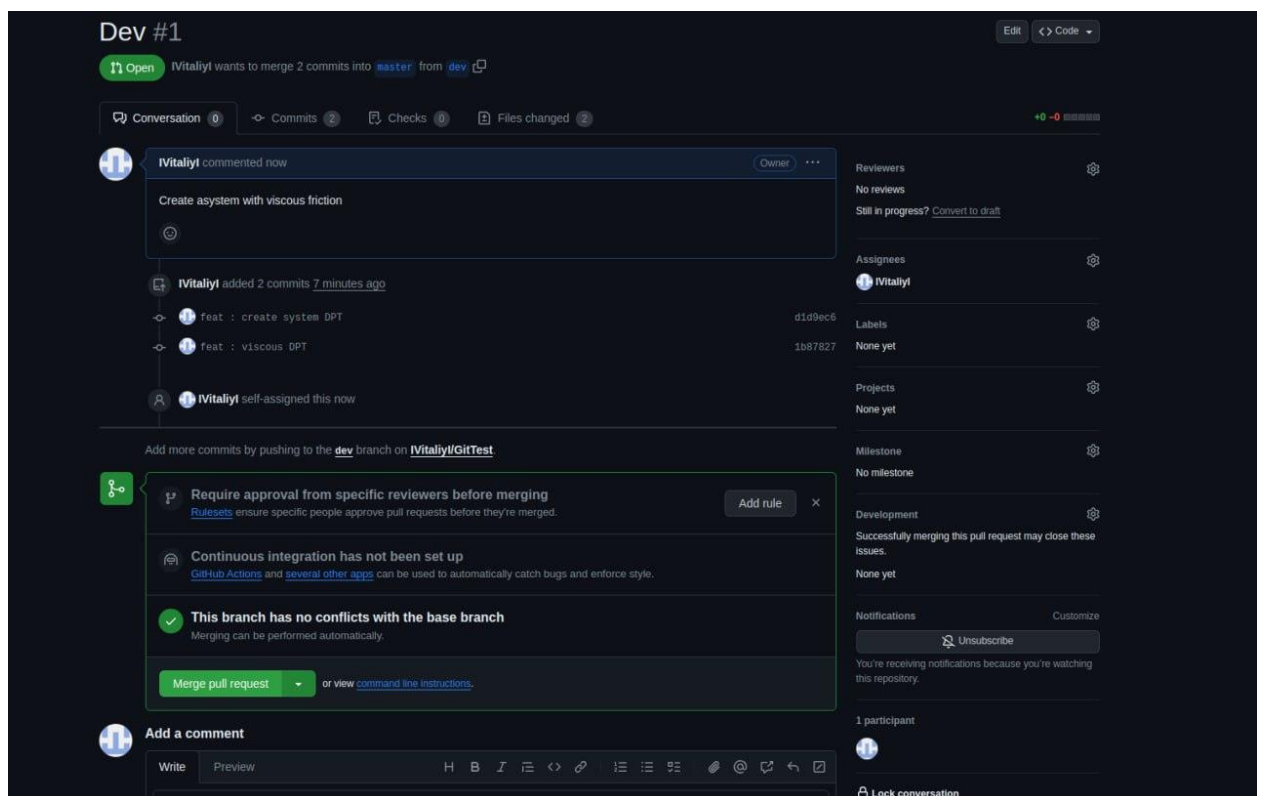 Dev #1
Edit
<> Code
Open
IVitaliyI wants to merge 2 commits into master from dev
Conversation 0
Commits 2
Checks 0
Files changed 2
+0 −0
IVitaliyI commented now
Owner
Create asystem with viscous friction
IVitaliyI added 2 commits 7 minutes ago
feat : create system DPT
d1d9ec6
feat : viscous DPT
1b87827
IVitaliyI self-assigned this now
Add more commits by pushing to the dev branch on IVitaliyI/GitTest.
Require approval from specific reviewers before merging
Rulesets ensure specific people approve pull requests before they're merged.
Add rule
Continuous integration has not been set up
GitHub Actions and several other apps can be used to automatically catch bugs and enforce style.
This branch has no conflicts with the base branch
Merging can be performed automatically.
Merge pull request
or view command line instructions.
Add a comment
Write
Preview
Reviewers
No reviews
Still in progress? Convert to draft
Assignees
IVitaliyI
Labels
None yet
Projects
None yet
Milestone
No milestone
Development
Successfully merging this pull request may close these
issues.
None yet
Notifications
Customize
Unsubscribe
You're receiving notifications because you're watching
this repository.
1 participant
Lock conversation